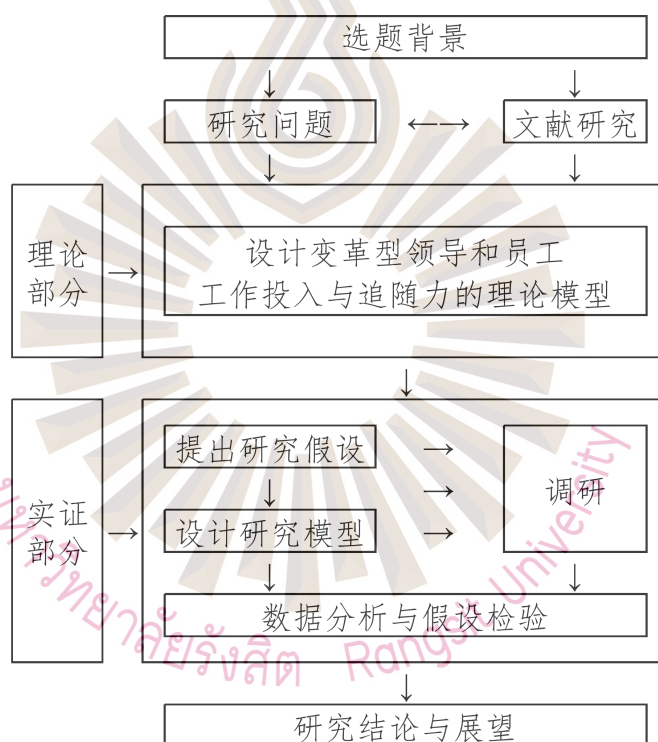 选题背景
研究问题
文献研究
理论
部分
设计变革型领导和员工
工作投入与追随力的理论模型
实证
部分
提出研究假设
调研
设计研究模型
数据分析与假设检验
研究结论与展望
Rangsit University